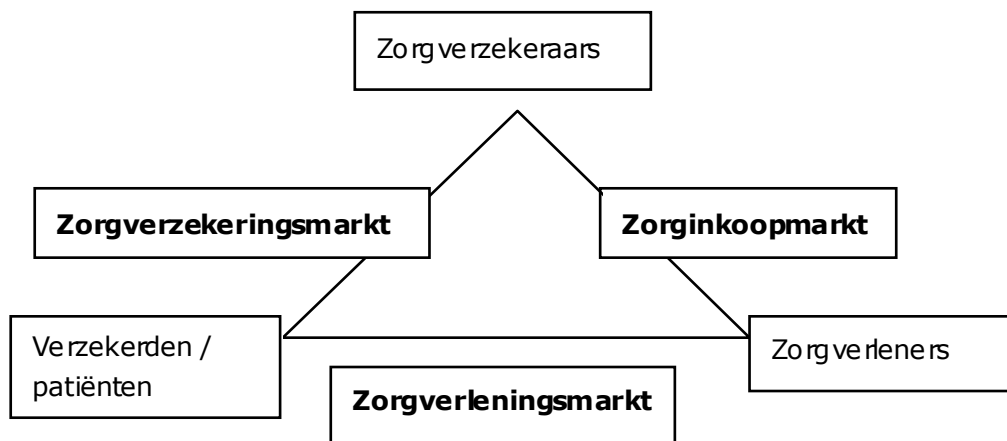 Zorgverzekeraars
Zorgverzekeringsmarkt
Zorginkoopmarkt
Verzekerden /
patiënten
Zorgverleners
Zorgverleningsmarkt